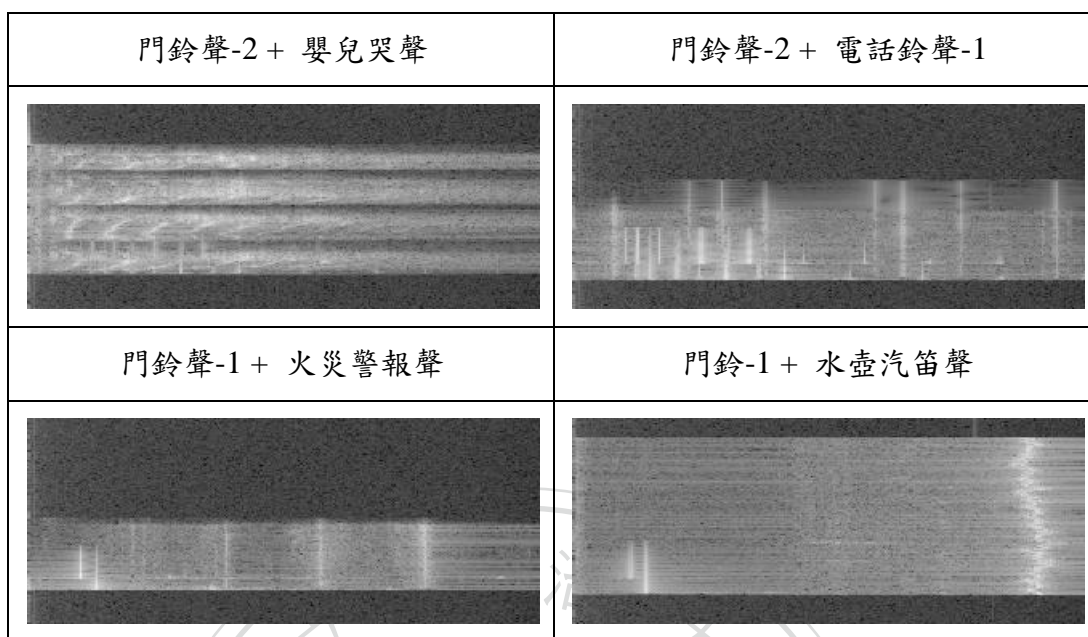 門鈴聲-2 + 嬰兒哭聲
門鈴聲-2 + 電話鈴聲-1
門鈴聲-1 + 火災警報聲
門鈴-1 + 水壺汽笛聲